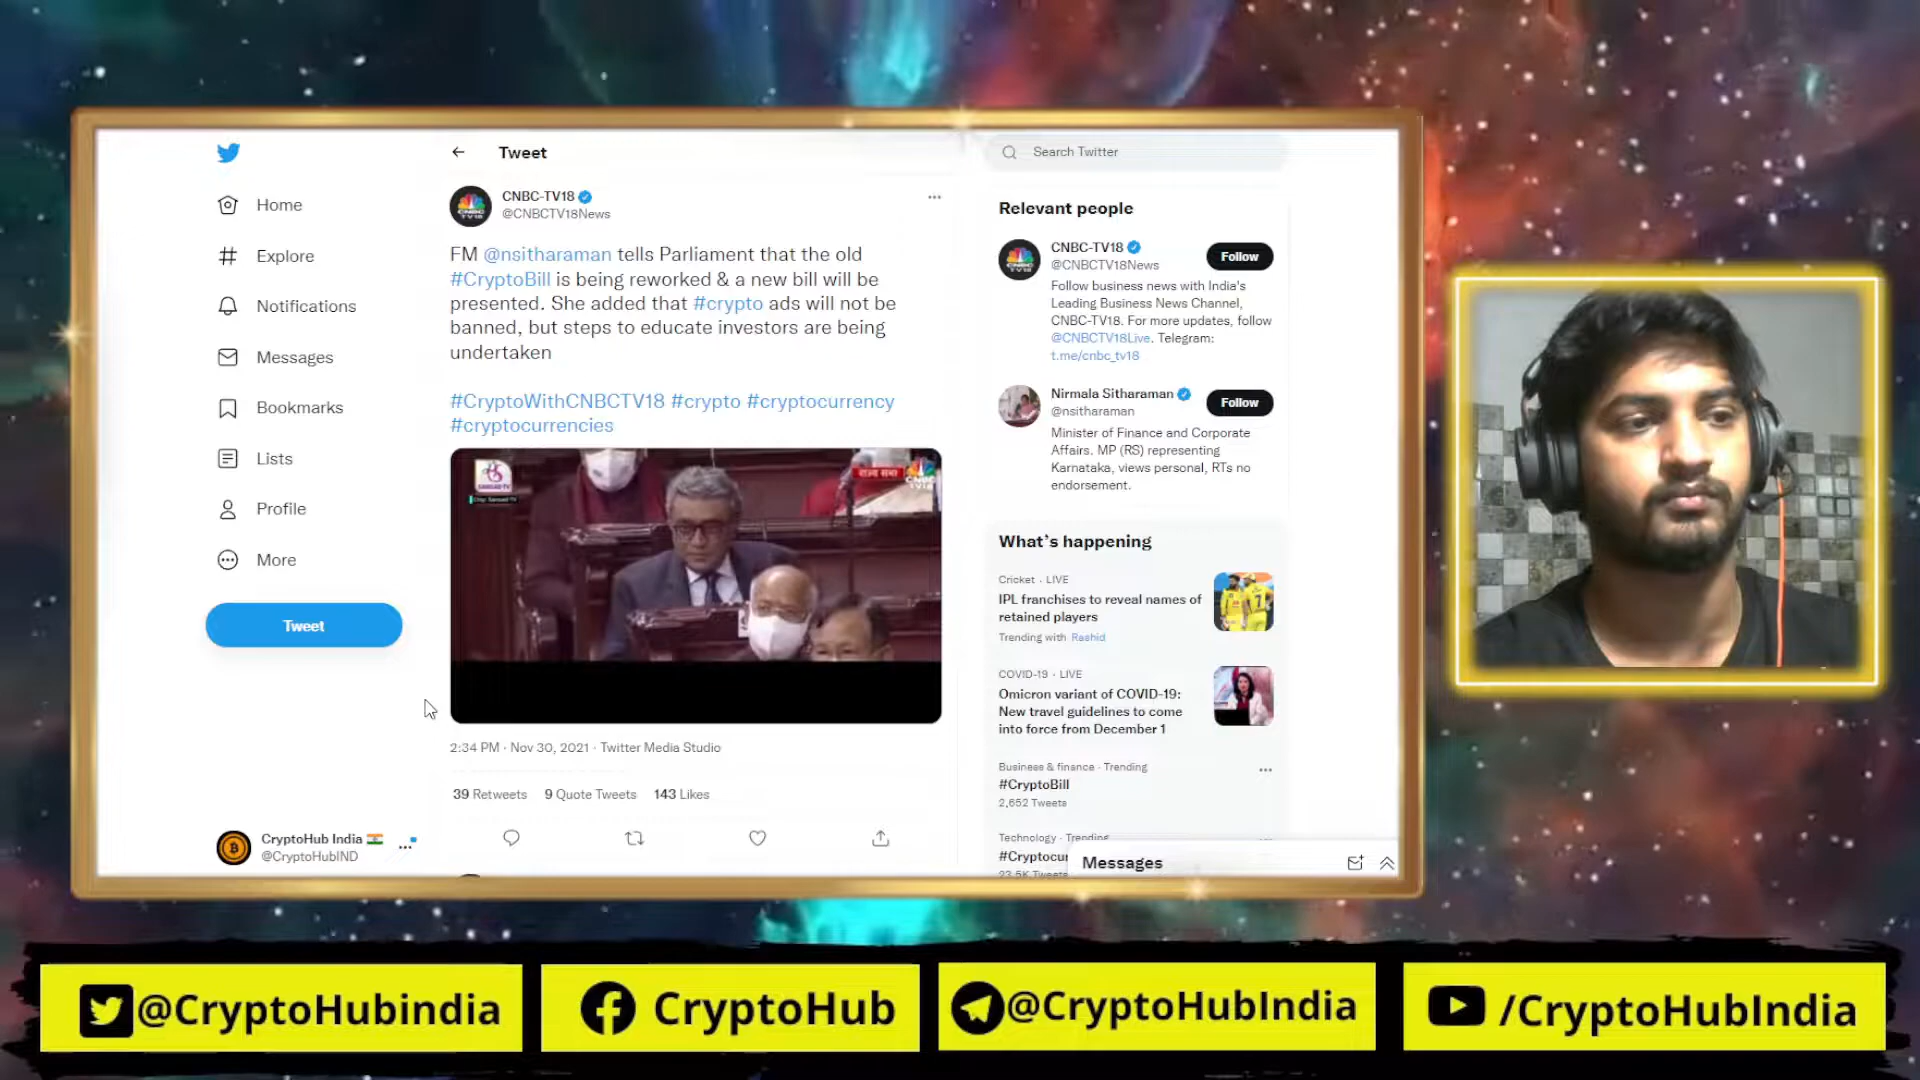 Home
Explore
Notifications
Messages
Bookmarks
Lists
Profile
More
Tweet
CryptoHub India
@CryptoHubIND
Tweet
CNBC-TV18
@CNBCTV18News
FM @nsitharaman tells Parliament that the old
#CryptoBill is being reworked & a new bill will be
presented. She added that #crypto ads will not be
banned, but steps to educate investors are being
undertaken
#CryptoWithCNBCTV18 #crypto #cryptocurrency
#cryptocurrencies
राज्य सभा
2:34 PM · Nov 30, 2021 · Twitter Media Studio
39 Retweets 9 Quote Tweets 143 Likes
Search Twitter
Relevant people
CNBC-TV18
@CNBCTV18News
Follow
Follow business news with India's
Leading Business News Channel,
CNBC-TV18. For more updates, follow
@CNBCTV18Live. Telegram:
t.me/cnbc_tv18
Nirmala Sitharaman
@nsitharaman
Follow
Minister of Finance and Corporate
Affairs. MP (RS) representing
Karnataka, views personal, RTs no
endorsement.
What's happening
Cricket · LIVE
IPL franchises to reveal names of
retained players
Trending with Rashid
COVID-19 · LIVE
Omicron variant of COVID-19:
New travel guidelines to come
into force from December 1
Business & finance · Trending
#CryptoBill
2,652 Tweets
Technology · Trending
#Cryptocur
23.5K Tweets
Messages
@CryptoHubindia
CryptoHub
@CryptoHubIndia
/CryptoHubIndia